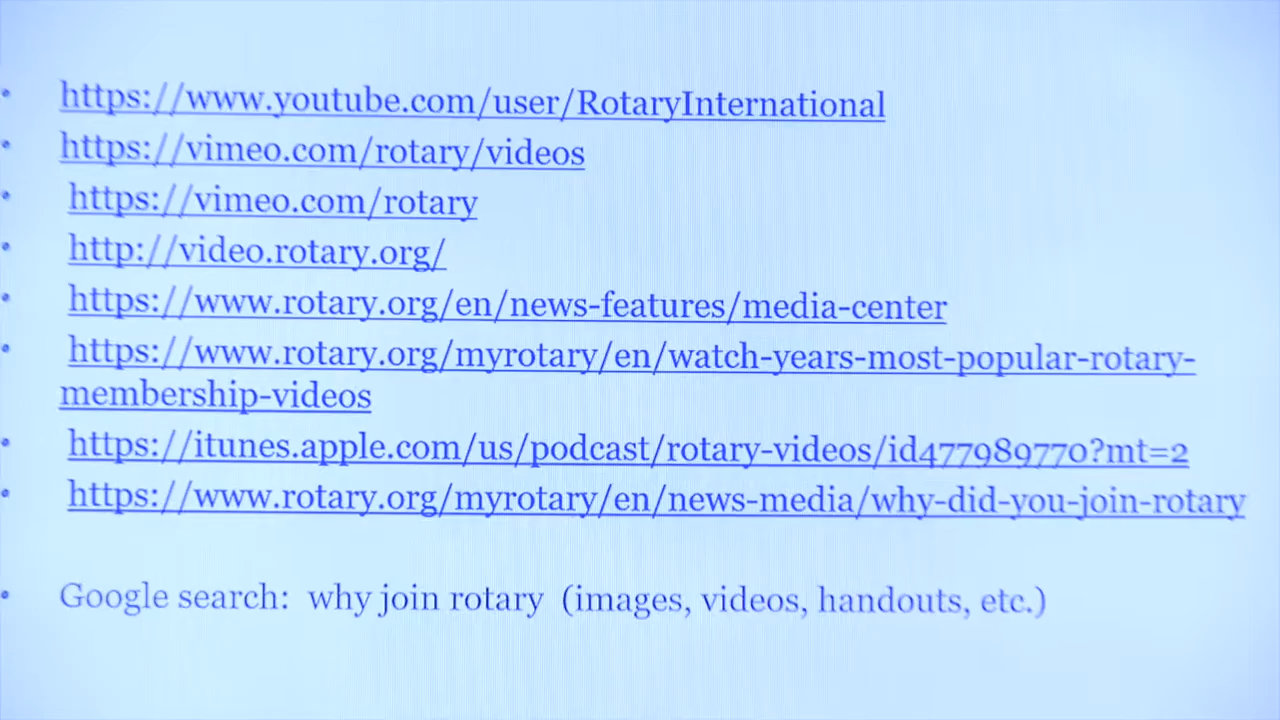 • https://www.youtube.com/user/RotaryInternational
• https://vimeo.com/rotary/videos
• https://vimeo.com/rotary
• http://video.rotary.org/
• https://www.rotary.org/en/news-features/media-center
• https://www.rotary.org/myrotary/en/watch-years-most-popular-rotary-
membership-videos
• https://itunes.apple.com/us/podcast/rotary-videos/id477989770?mt=2
• https://www.rotary.org/myrotary/en/news-media/why-did-you-join-rotary
• Google search:  why join rotary  (images, videos, handouts, etc.)